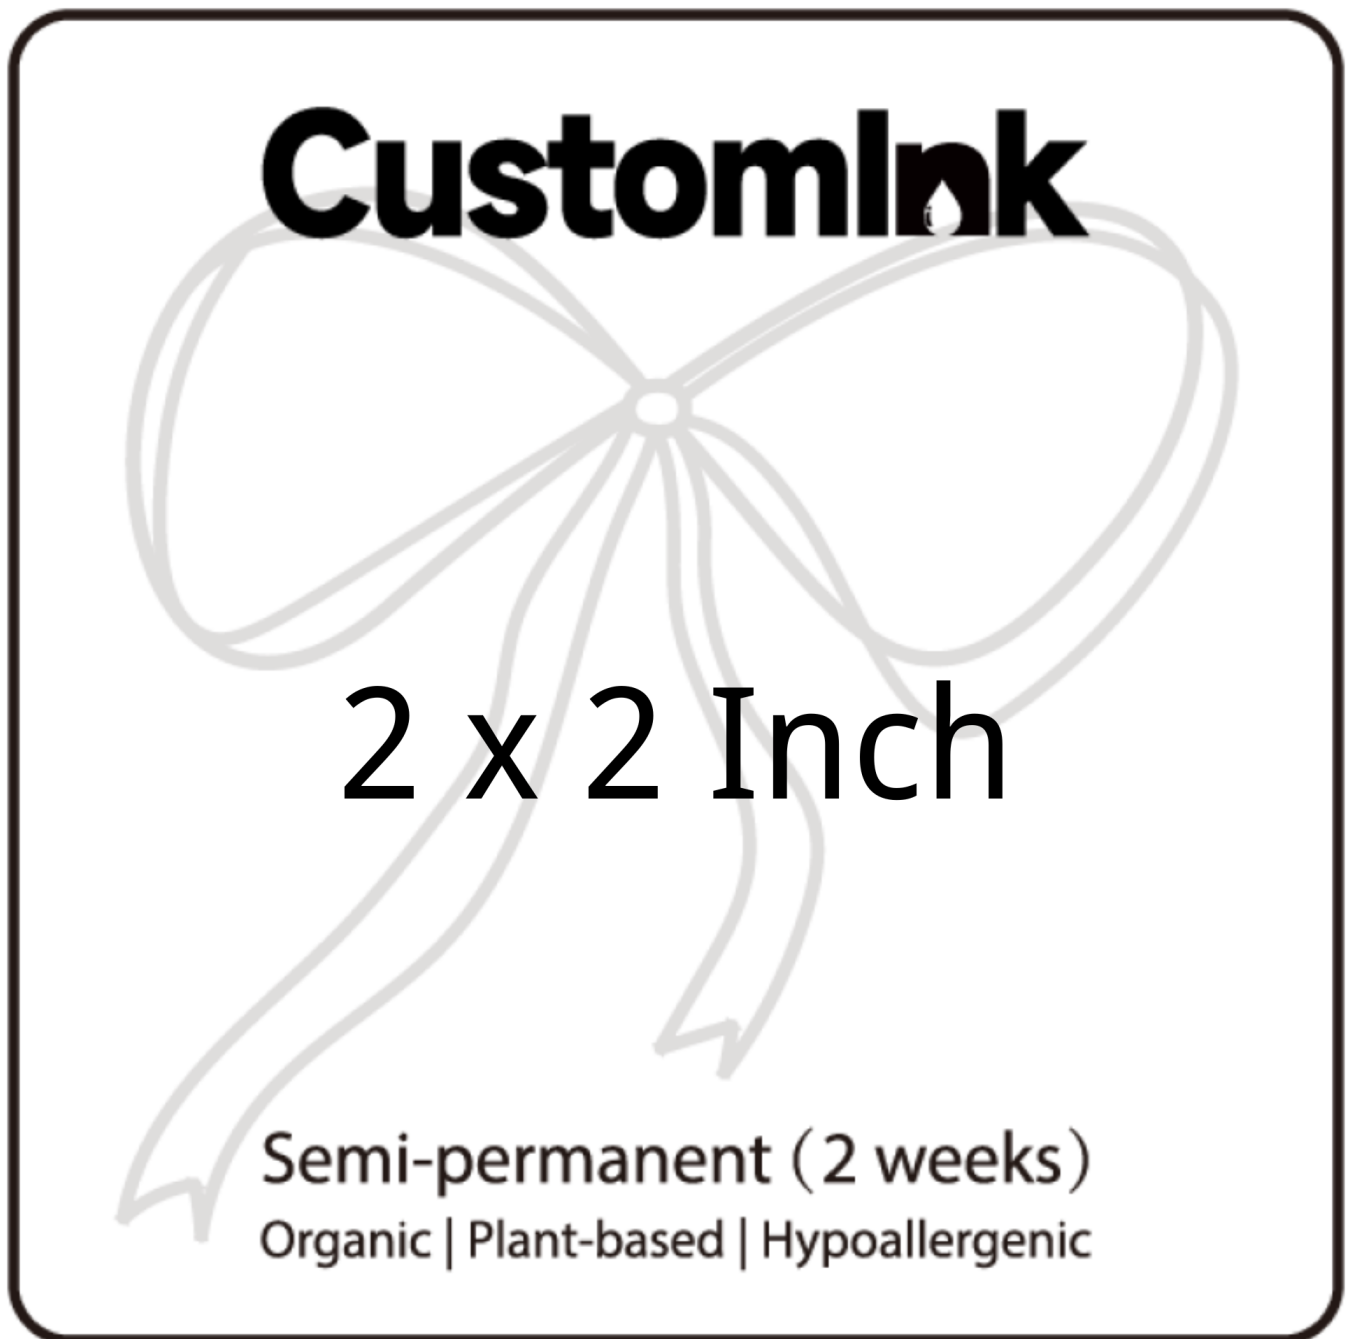 CustomInk
2 x 2 Inch
Semi-permanent（2 weeks）
Organic | Plant-based | Hypoallergenic